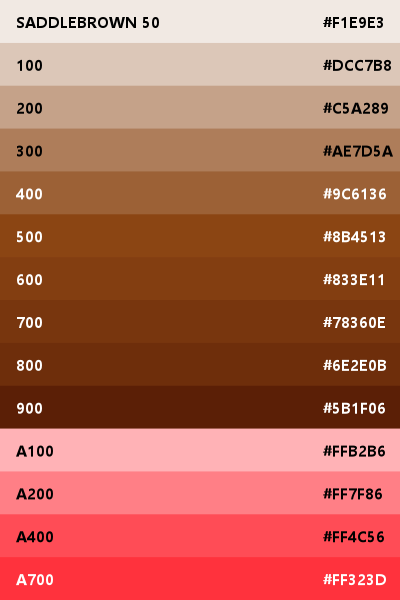 SADDLEBROWN 50 #F1E9E3
100 #DCC7B8
200 #C5A289
300 #AE7D5A
400 #9C6136
500 #8B4513
600 #833E11
700 #78360E
800 #6E2E0B
900 #5B1F06
A100 #FFB2B6
A200 #FF7F86
A400 #FF4C56
A700 #FF323D